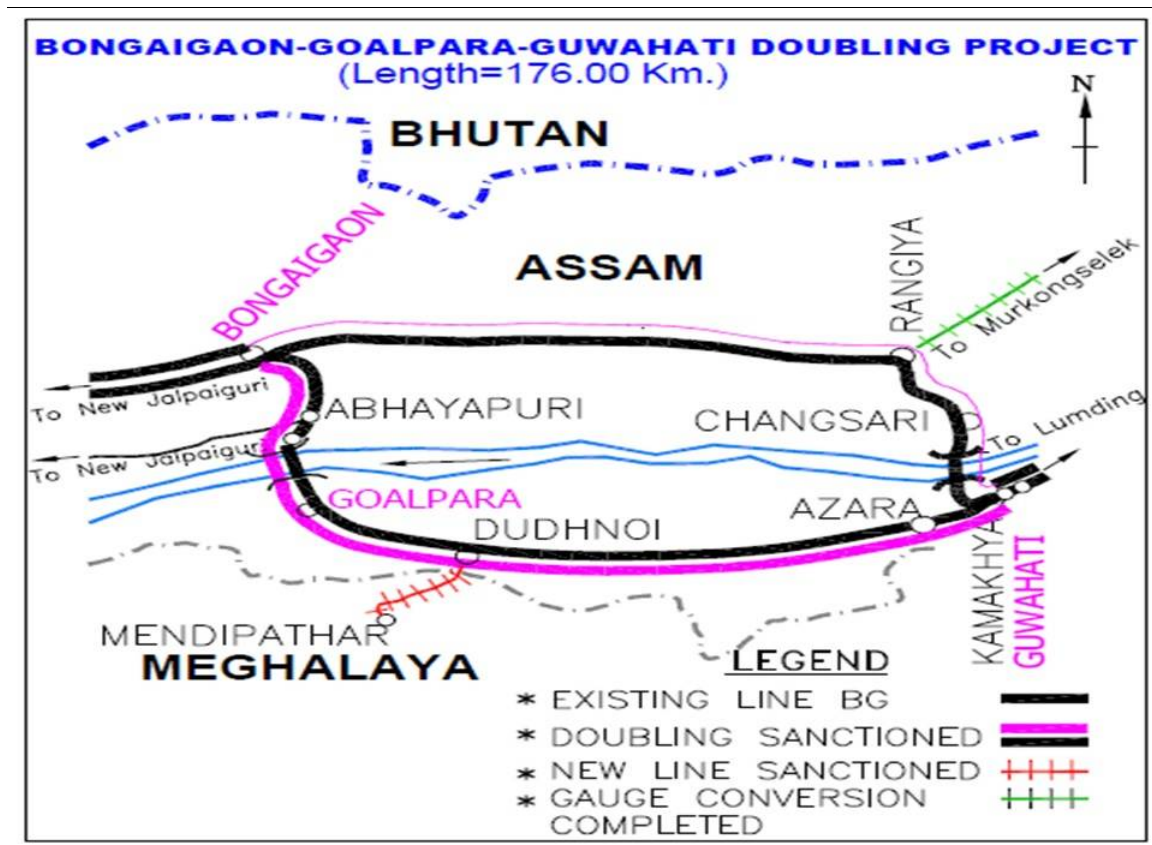 BONGAIGAON-GOALPARA-GUWAHATI DOUBLING PROJECT
(Length=176.00 Km.)
N
BHUTAN
BONGAIGAON
ASSAM
RANGIYA
To Murkongselek
To New Jalpaiguri
ABHAYAPURI
CHANGSARI
To Lumding
To New Jalpaiguri
GOALPARA
AZARA
DUDHNOI
KAMAKHYA
GUWAHATI
MENDIPATHAR
MEGHALAYA
LEGEND
* EXISTING LINE BG
* DOUBLING SANCTIONED
* NEW LINE SANCTIONED
* GAUGE CONVERSION
COMPLETED